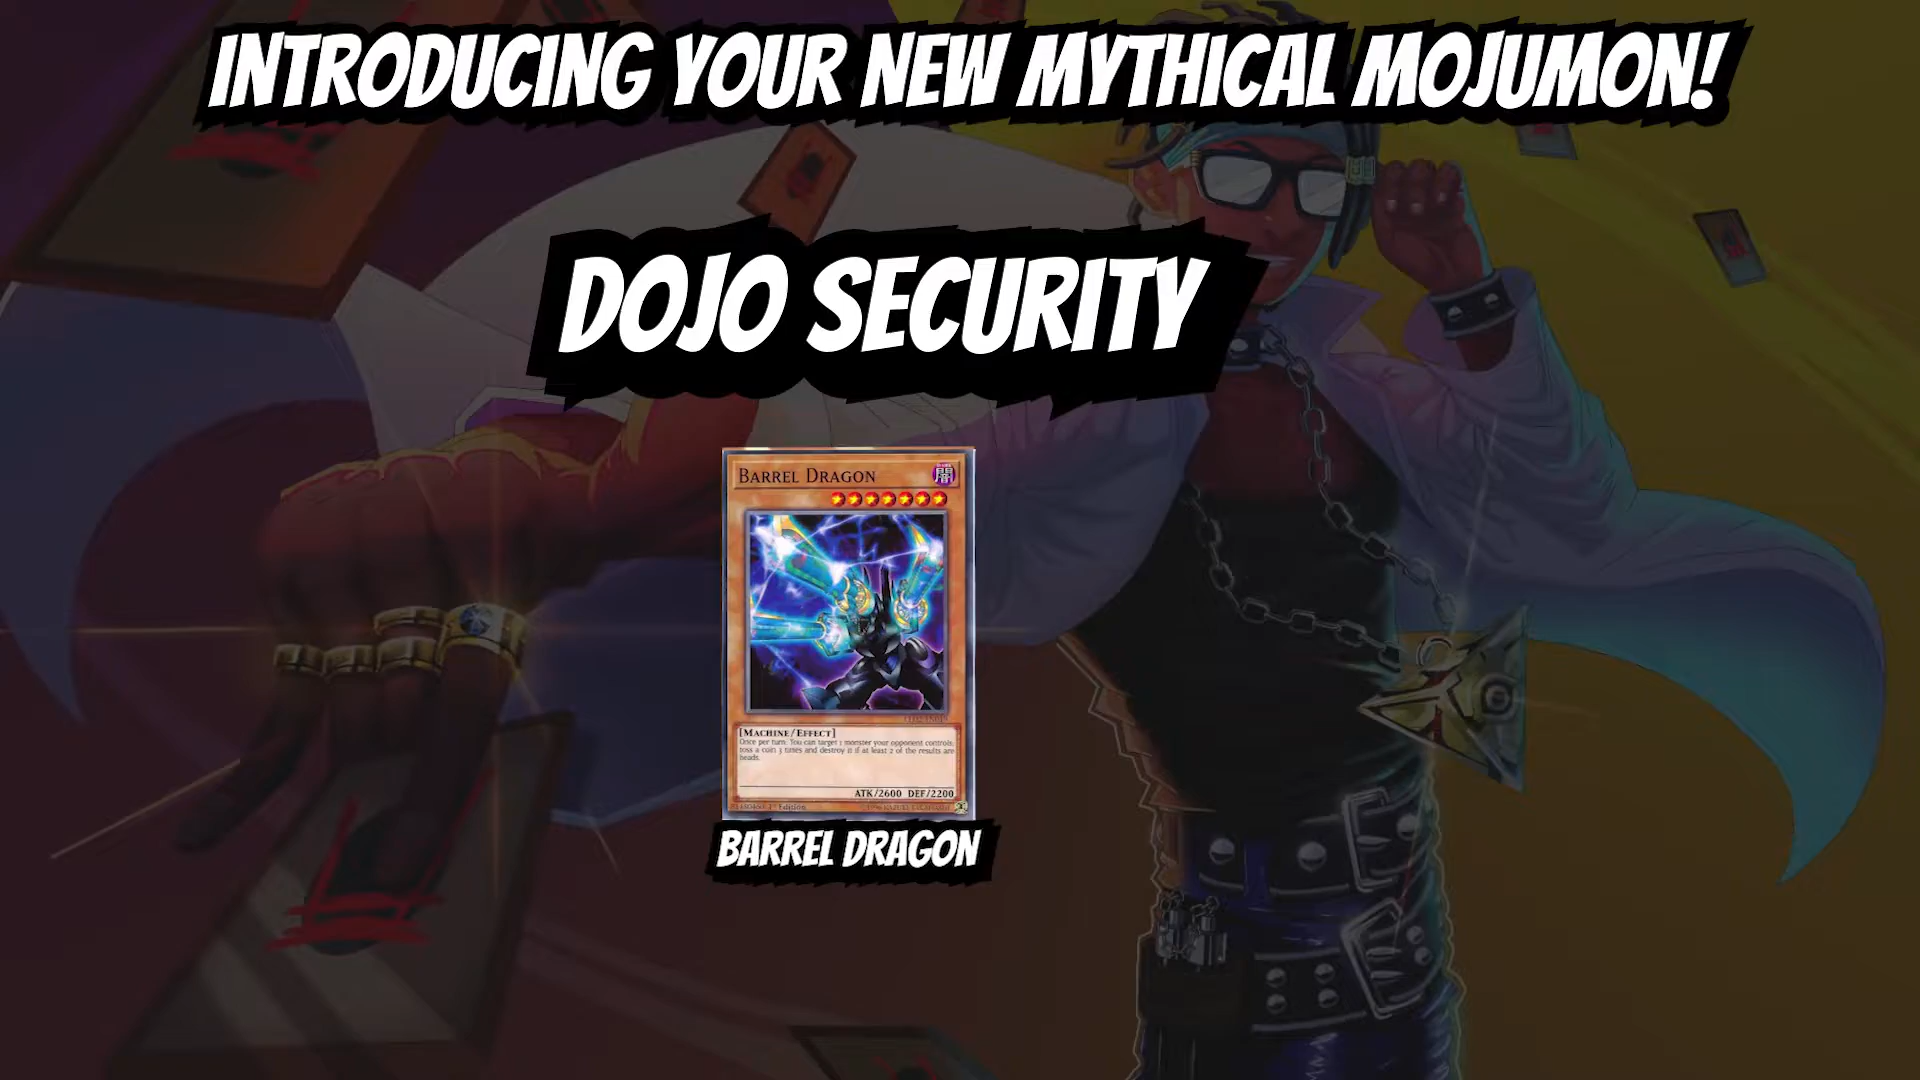 INTRODUCING YOUR NEW MYTHICAL MOJUMON!
DOJO SECURITY
BARREL DRAGON
[MACHINE/EFFECT]
Once per turn: You can target 1 monster your opponent controls;
toss a coin 3 times and destroy it if at least 2 of the results are
heads.
ATK/2600 DEF/2200
1st Edition
BARREL DRAGON